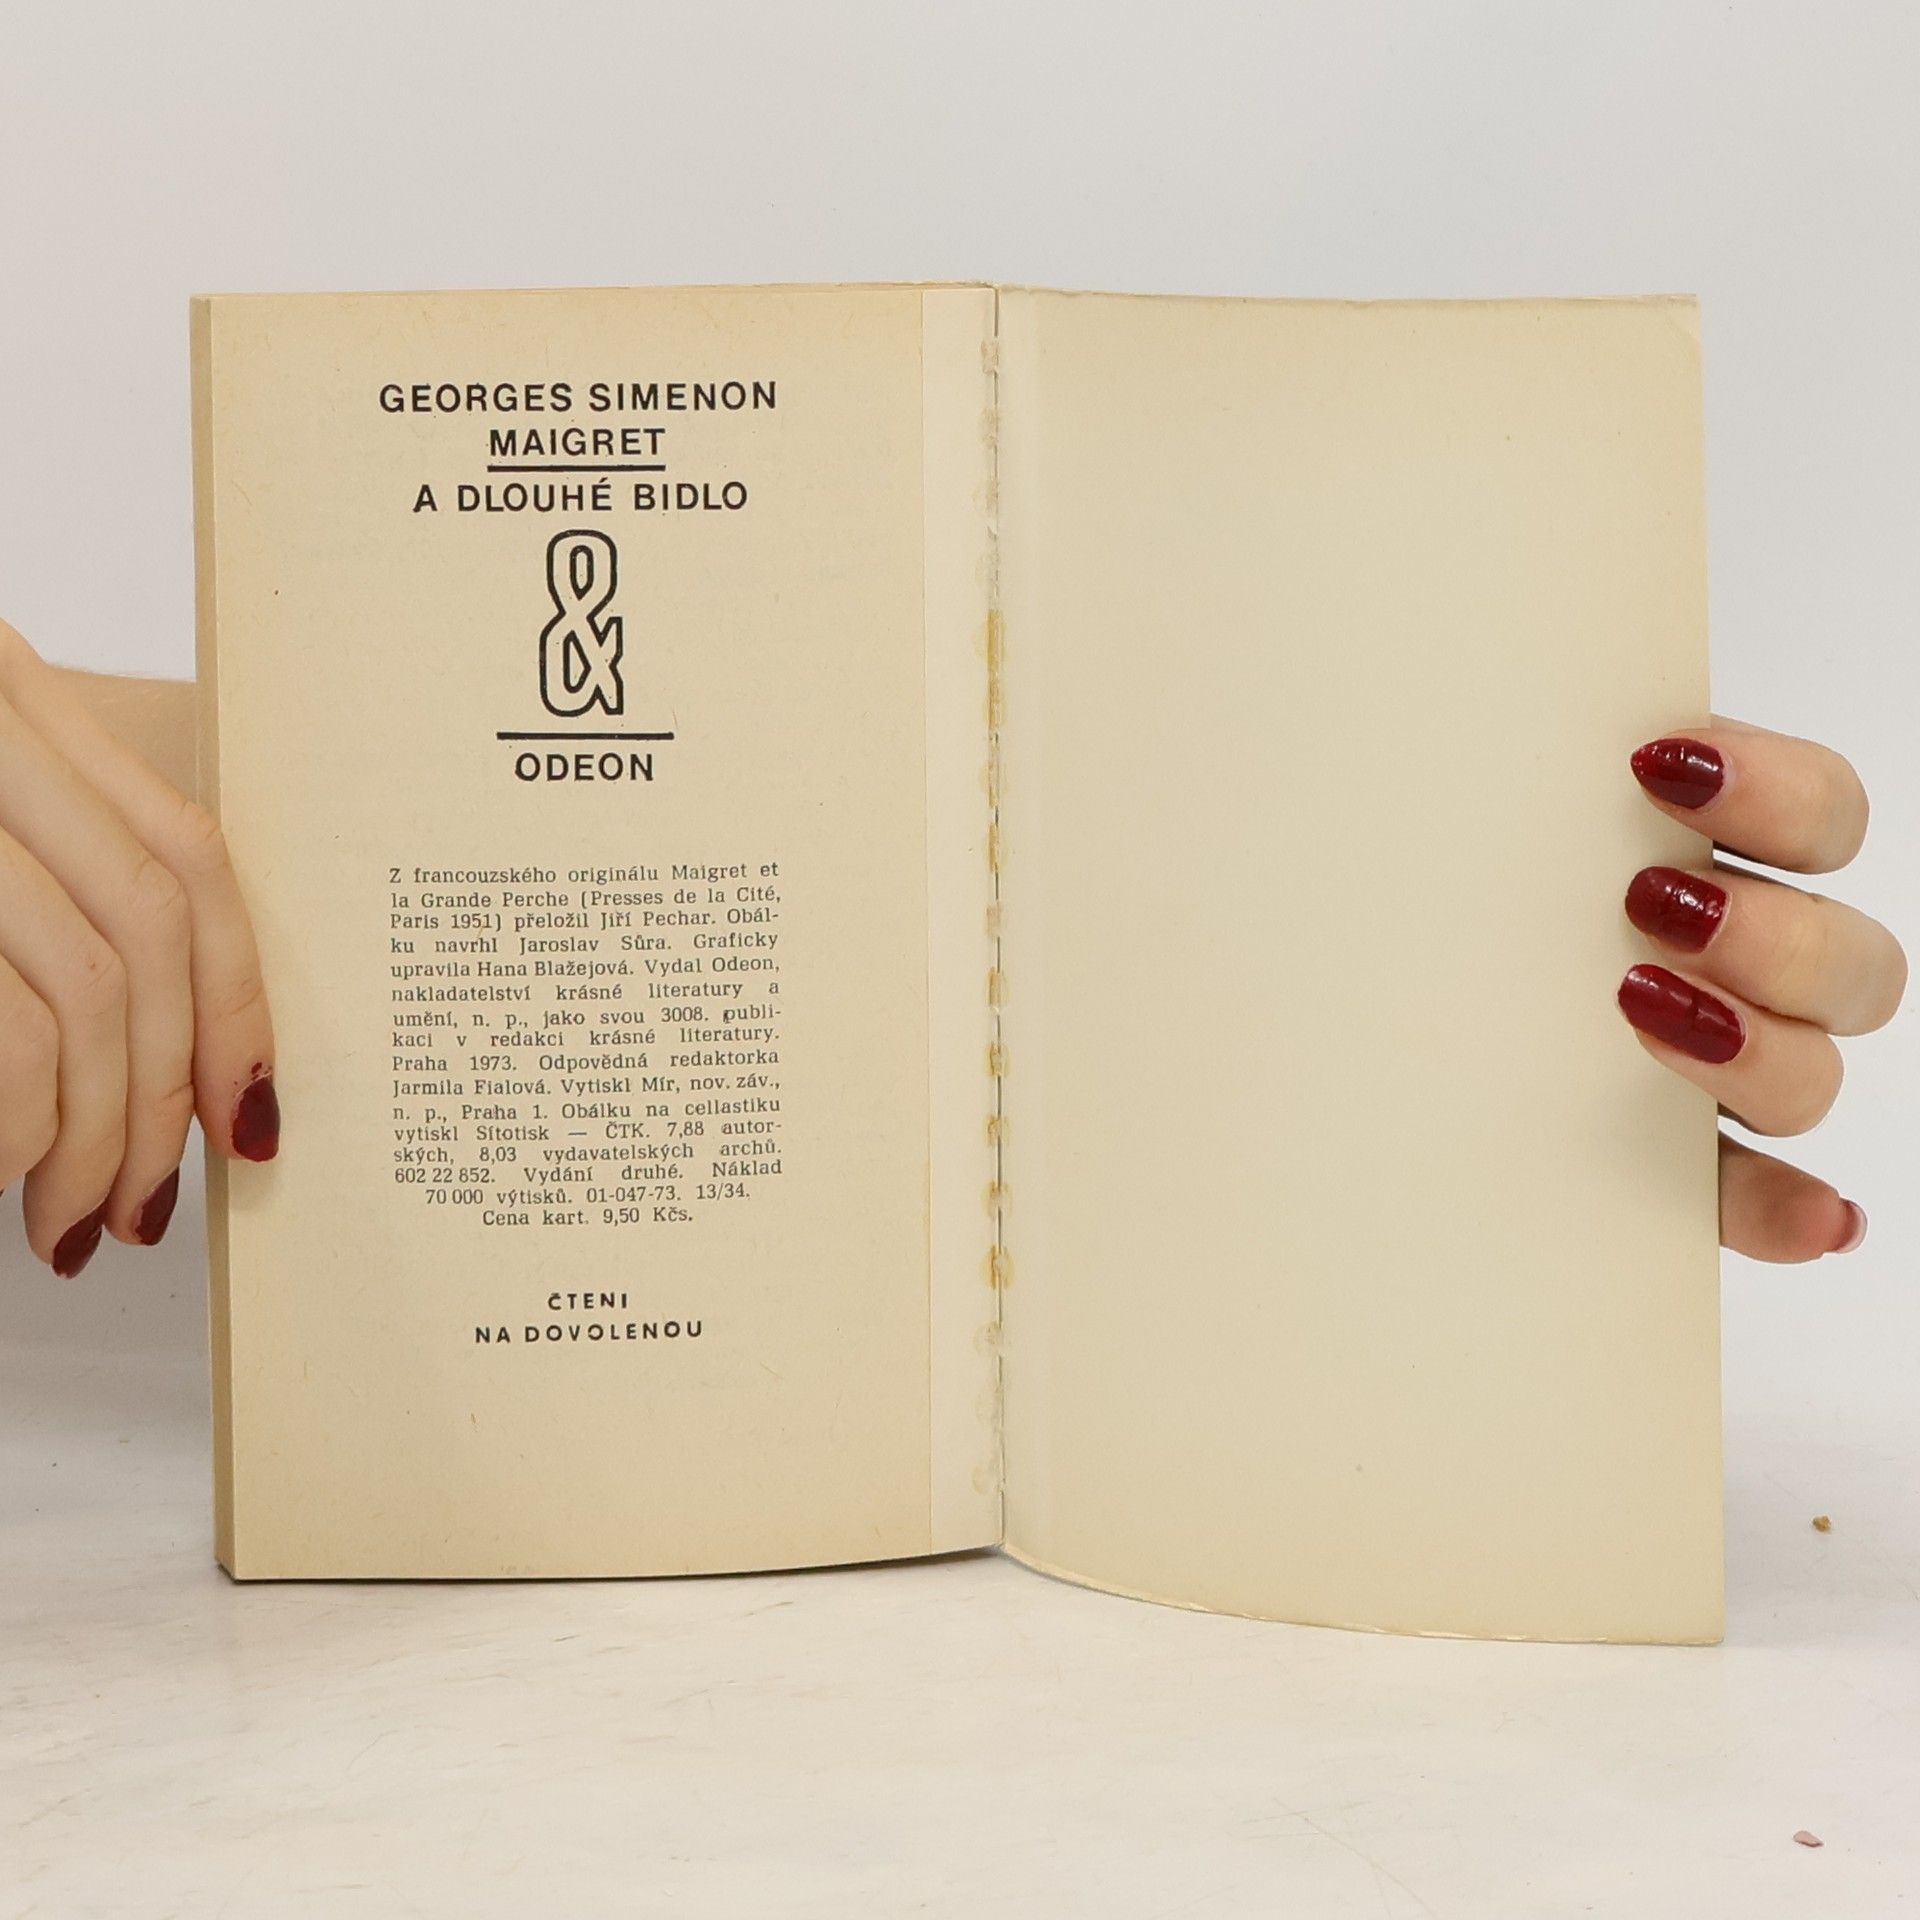 GEORGES SIMENON
MAIGRET
A DLOUHÉ BIDLO
&
ODEON
Z francouzského originálu Maigret et
la Grande Perche (Presses de la Cité,
Paris 1951) přeložil Jiří Pechar. Obál-
ku navrhl Jaroslav Sůra. Graficky
upravila Hana Blažejová. Vydal Odeon,
nakladatelství krásné literatury a
umění, n. p., jako svou 3008. publi-
kaci v redakci krásné literatury.
Praha 1973. Odpovědná redaktorka
Jarmila Fialová. Vytiskl Mír, nov. záv.,
n. p., Praha 1. Obálku na cellastiku
vytiskl Sítotisk — ČTK. 7,88 autor-
ských, 8,03 vydavatelských archů.
602 22 852. Vydání druhé. Náklad
70 000 výtisků. 01-047-73. 13/34.
Cena kart. 9,50 Kčs.
ČTENI
NA DOVOLENOU